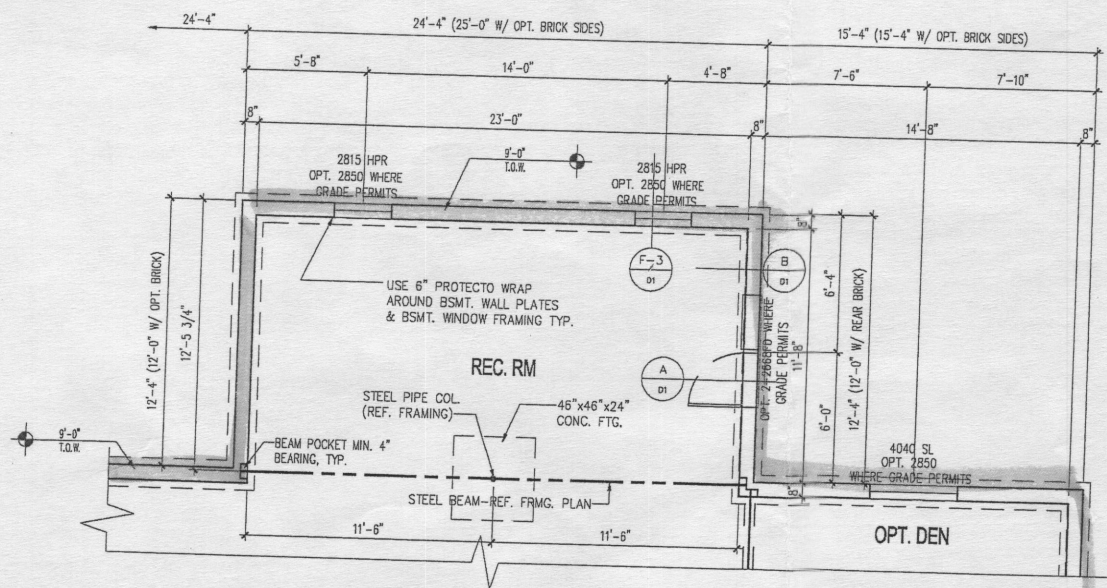 24'-4"
24'-4" (25'-0" W/ OPT. BRICK SIDES)
15'-4" (15'-4" W/ OPT. BRICK SIDES)
5'-8"
14'-0"
4'-8"
7'-6"
7'-10"
8"
23'-0"
8"
14'-8"
8"
2815 HPR
OPT. 2850 WHERE
GRADE PERMITS
9'-0"
T.O.W.
2815 HPR
OPT. 2850 WHERE
GRADE PERMITS
8"
12'-4" (12'-0" W/ OPT. BRICK)
12'-5 3/4"
USE 6" PROTECTO WRAP
AROUND BSMT. WALL PLATES
& BSMT. WINDOW FRAMING TYP.
F-3
D1
B
D1
6'-4"
REC. RM
A
D1
GRADE PERMITS
11'-8"
6'-0"
12'-4" (12'-0" W/ REAR BRICK)
STEEL PIPE COL.
(REF. FRAMING)
46"x46"x24"
CONC. FTG.
9'-0"
T.O.W.
BEAM POCKET MIN. 4"
BEARING, TYP.
4040 SL
OPT. 2850
WHERE GRADE PERMITS
STEEL BEAM-REF. FRMG. PLAN
8"
11'-6"
11'-6"
OPT. DEN